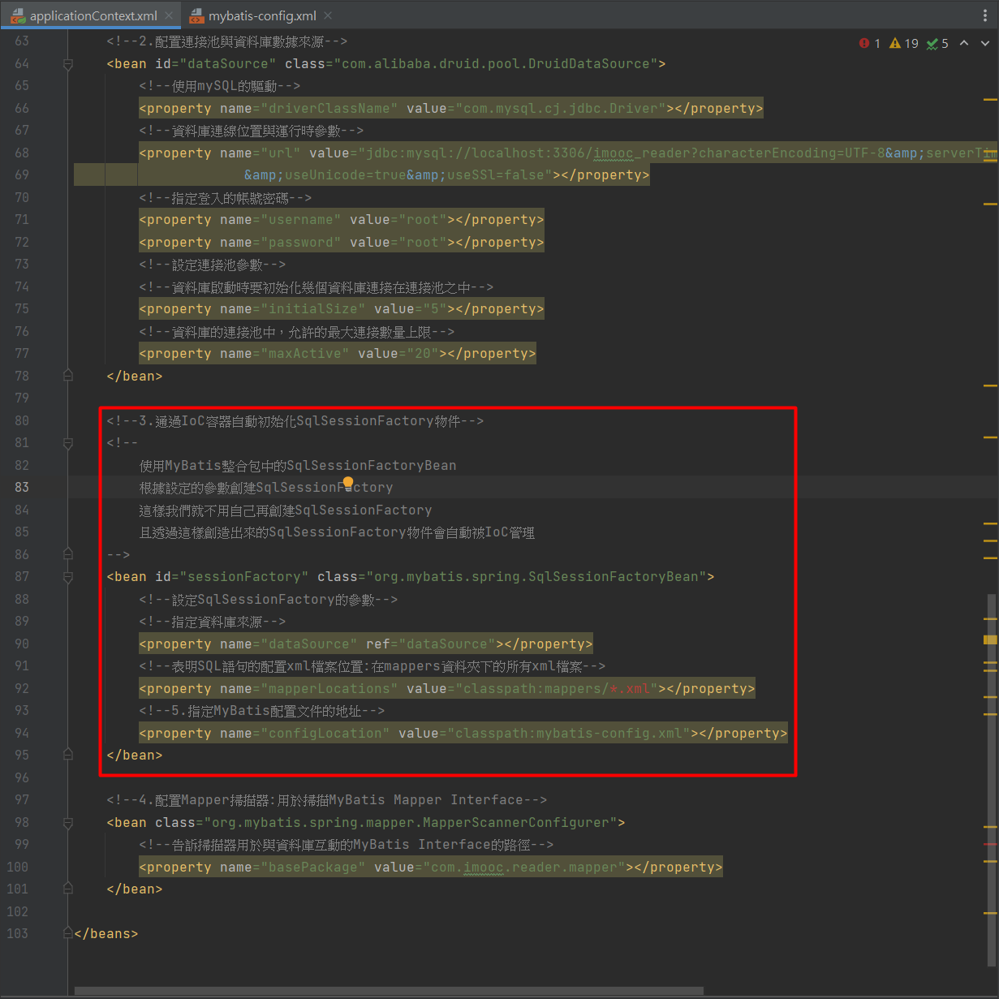 applicationContext.xml
mybatis-config.xml
1 19 5
63 <!--2.配置連接池與資料庫數據來源-->
64 <bean id="dataSource" class="com.alibaba.druid.pool.DruidDataSource">
65 <!--使用mySQL的驅動-->
66 <property name="driverClassName" value="com.mysql.cj.jdbc.Driver"></property>
67 <!--資料庫連線位置與運行時參數-->
68 <property name="url" value="jdbc:mysql://localhost:3306/imooc_reader?characterEncoding=UTF-8&amp;serverTim
69 &amp;useUnicode=true&amp;useSSl=false"></property>
70 <!--指定登入的帳號密碼-->
71 <property name="username" value="root"></property>
72 <property name="password" value="root"></property>
73 <!--設定連接池參數-->
74 <!--資料庫啟動時要初始化幾個資料庫連接在連接池之中-->
75 <property name="initialSize" value="5"></property>
76 <!--資料庫的連接池中，允許的最大連接數量上限-->
77 <property name="maxActive" value="20"></property>
78 </bean>
79
80 <!--3.通過IoC容器自動初始化SqlSessionFactory物件-->
81 <!--
82 使用MyBatis整合包中的SqlSessionFactoryBean
83 根據設定的參數創建SqlSessionFactory
84 這樣我們就不用自己再創建SqlSessionFactory
85 且透過這樣創造出來的SqlSessionFactory物件會自動被IoC管理
86 -->
87 <bean id="sessionFactory" class="org.mybatis.spring.SqlSessionFactoryBean">
88 <!--設定SqlSessionFactory的參數-->
89 <!--指定資料庫來源-->
90 <property name="dataSource" ref="dataSource"></property>
91 <!--表明SQL語句的配置xml檔案位置:在mappers資料夾下的所有xml檔案-->
92 <property name="mapperLocations" value="classpath:mappers/*.xml"></property>
93 <!--5.指定MyBatis配置文件的地址-->
94 <property name="configLocation" value="classpath:mybatis-config.xml"></property>
95 </bean>
96
97 <!--4.配置Mapper掃描器:用於掃描MyBatis Mapper Interface-->
98 <bean class="org.mybatis.spring.mapper.MapperScannerConfigurer">
99 <!--告訴掃描器用於與資料庫互動的MyBatis Interface的路徑-->
100 <property name="basePackage" value="com.imooc.reader.mapper"></property>
101 </bean>
102
103 </beans>